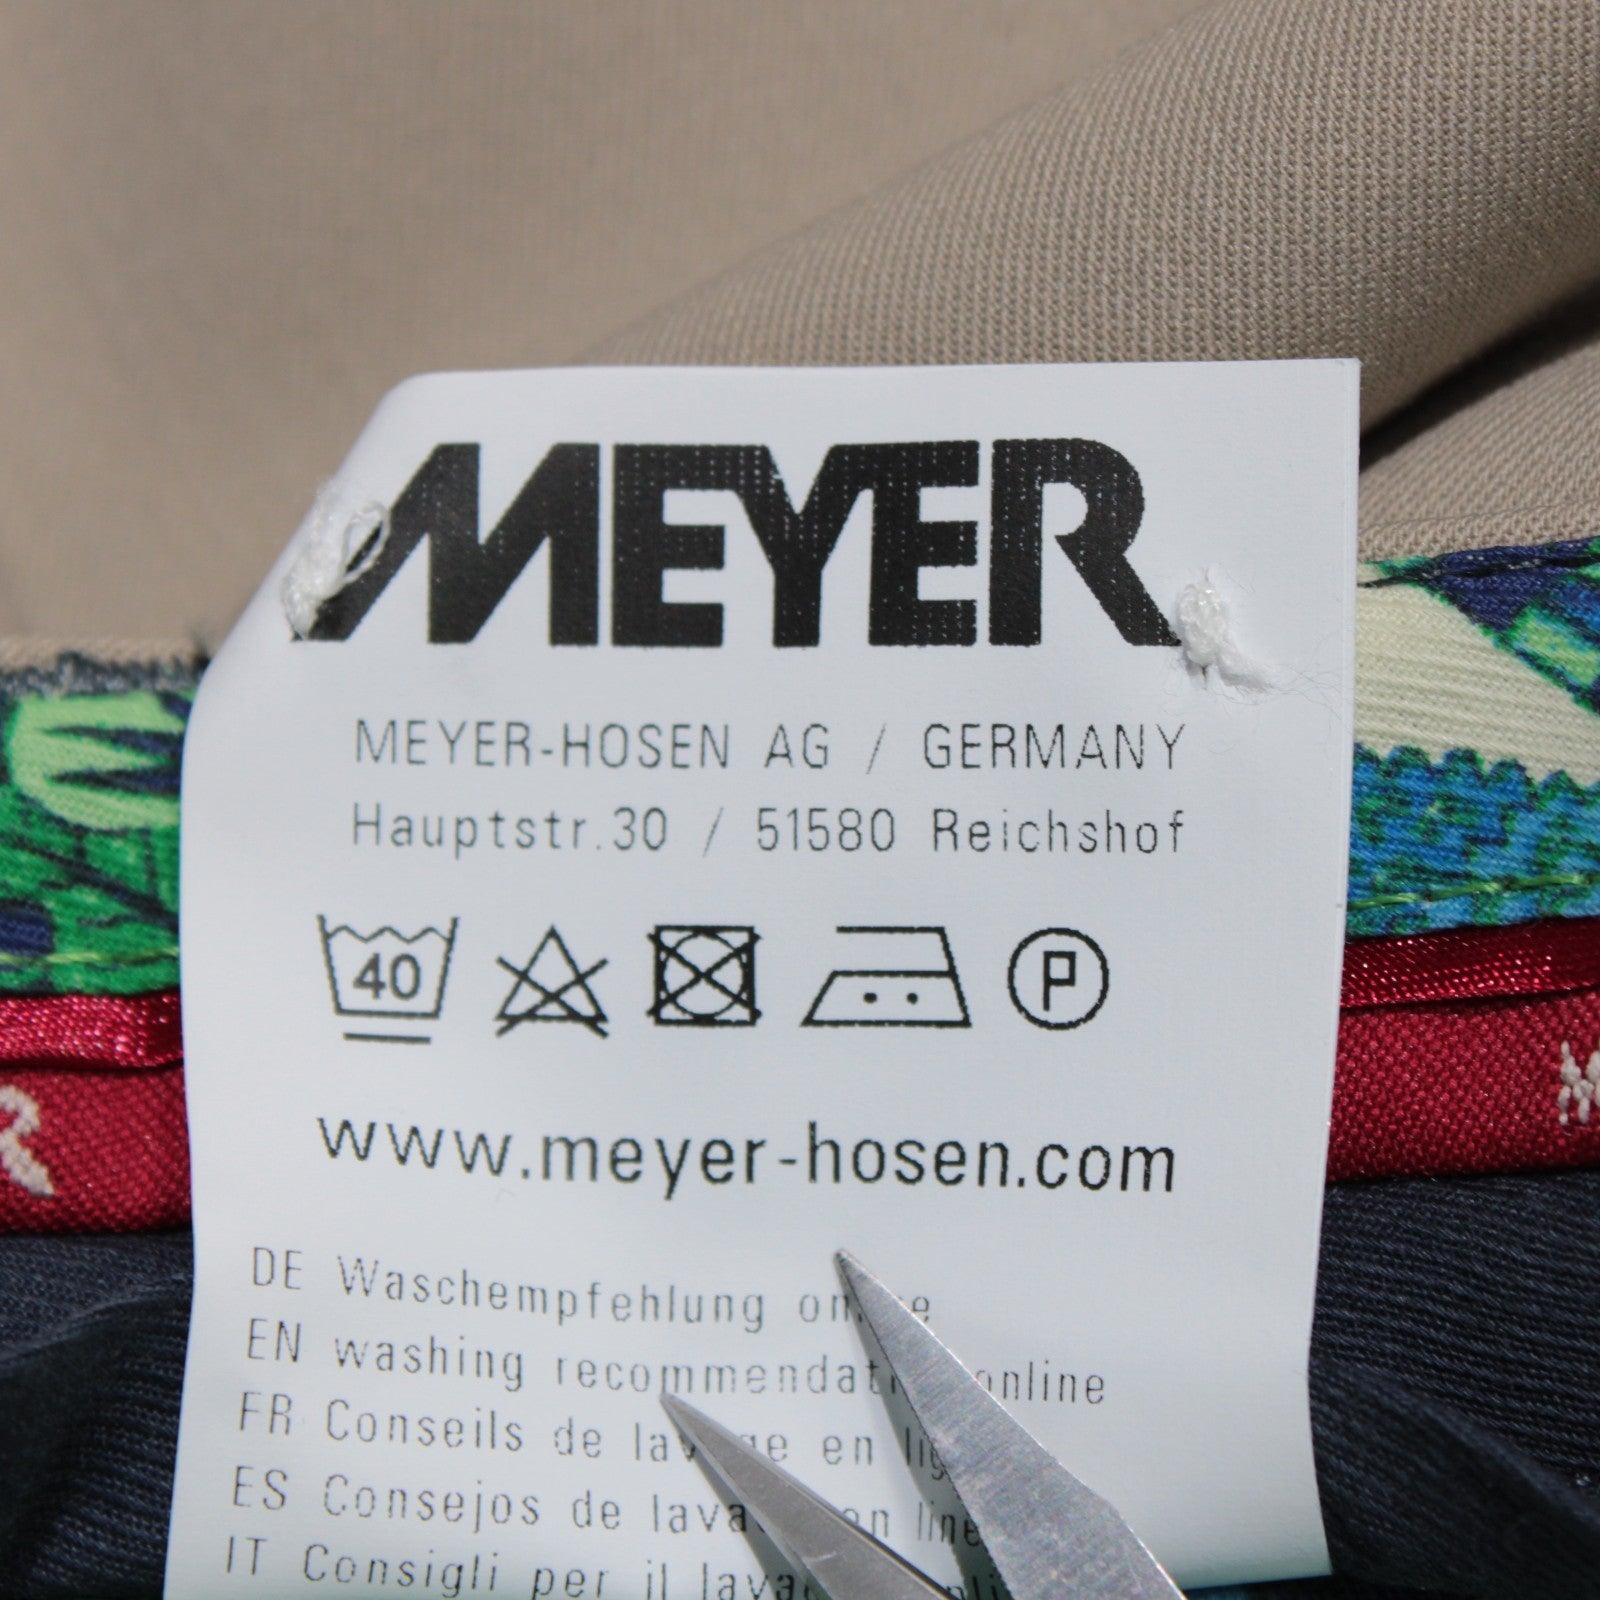 MEYER
MEYER-HOSEN AG / GERMANY
Hauptstr.30 / 51580 Reichshof
40 P
www.meyer-hosen.com
DE Waschempfehlung
EN washing online
FR Conseils de en
ES Consejos de
IT Consigli per il